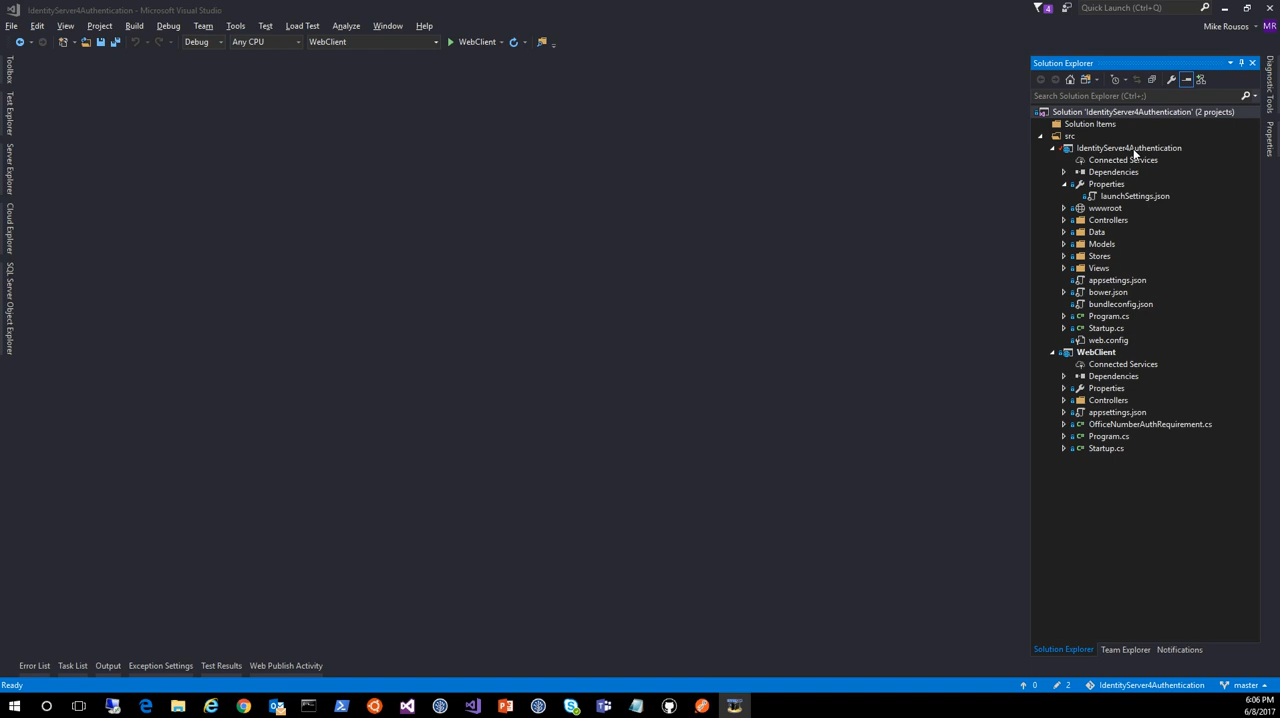 IdentityServer4Authentication - Microsoft Visual Studio
4
Quick Launch (Ctrl+Q)
File Edit View Project Build Debug Team Tools Test Load Test Analyze Window Help
Mike Rousos MR
Debug Any CPU WebClient WebClient
Toolbox
Test Explorer
Server Explorer
Cloud Explorer
SQL Server Object Explorer
Solution Explorer
Search Solution Explorer (Ctrl+;)
Solution 'IdentityServer4Authentication' (2 projects)
Solution Items
src
IdentityServer4Authentication
Connected Services
Dependencies
Properties
launchSettings.json
wwwroot
Controllers
Data
Models
Stores
Views
appsettings.json
bower.json
bundleconfig.json
Program.cs
Startup.cs
web.config
WebClient
Connected Services
Dependencies
Properties
Controllers
appsettings.json
OfficeNumberAuthRequirement.cs
Program.cs
Startup.cs
Diagnostic Tools
Properties
Solution Explorer Team Explorer Notifications
Error List Task List Output Exception Settings Test Results Web Publish Activity
Ready
0 2 IdentityServer4Authentication master
6:06 PM
6/8/2017